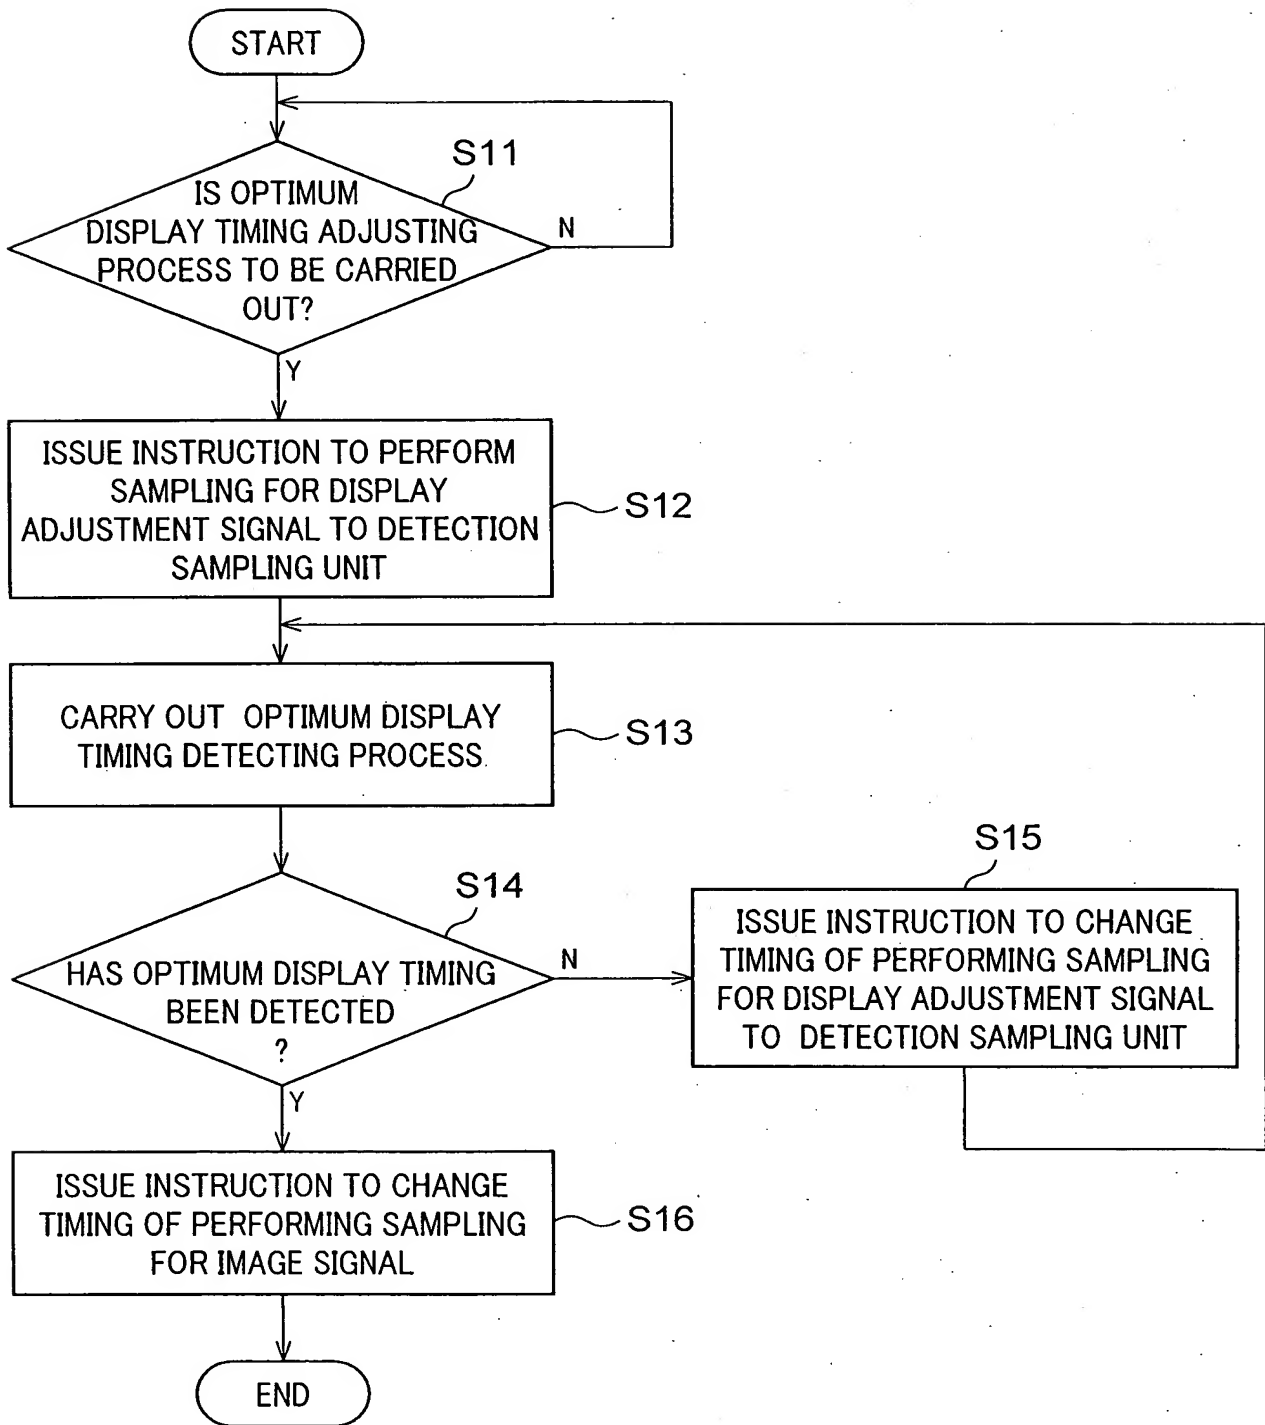 START
S11
IS OPTIMUM
DISPLAY TIMING ADJUSTING
PROCESS TO BE CARRIED
OUT?
N
Y
ISSUE INSTRUCTION TO PERFORM
SAMPLING FOR DISPLAY
ADJUSTMENT SIGNAL TO DETECTION
SAMPLING UNIT
S12
CARRY OUT OPTIMUM DISPLAY
TIMING DETECTING PROCESS
S13
S14
HAS OPTIMUM DISPLAY TIMING
BEEN DETECTED
?
N
Y
S15
ISSUE INSTRUCTION TO CHANGE
TIMING OF PERFORMING SAMPLING
FOR DISPLAY ADJUSTMENT SIGNAL
TO DETECTION SAMPLING UNIT
ISSUE INSTRUCTION TO CHANGE
TIMING OF PERFORMING SAMPLING
FOR IMAGE SIGNAL
S16
END